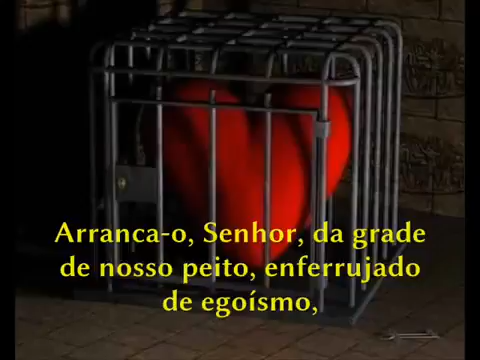 Arranca-o, Senhor, da grade
de nosso peito, enferrujado
de egoísmo,